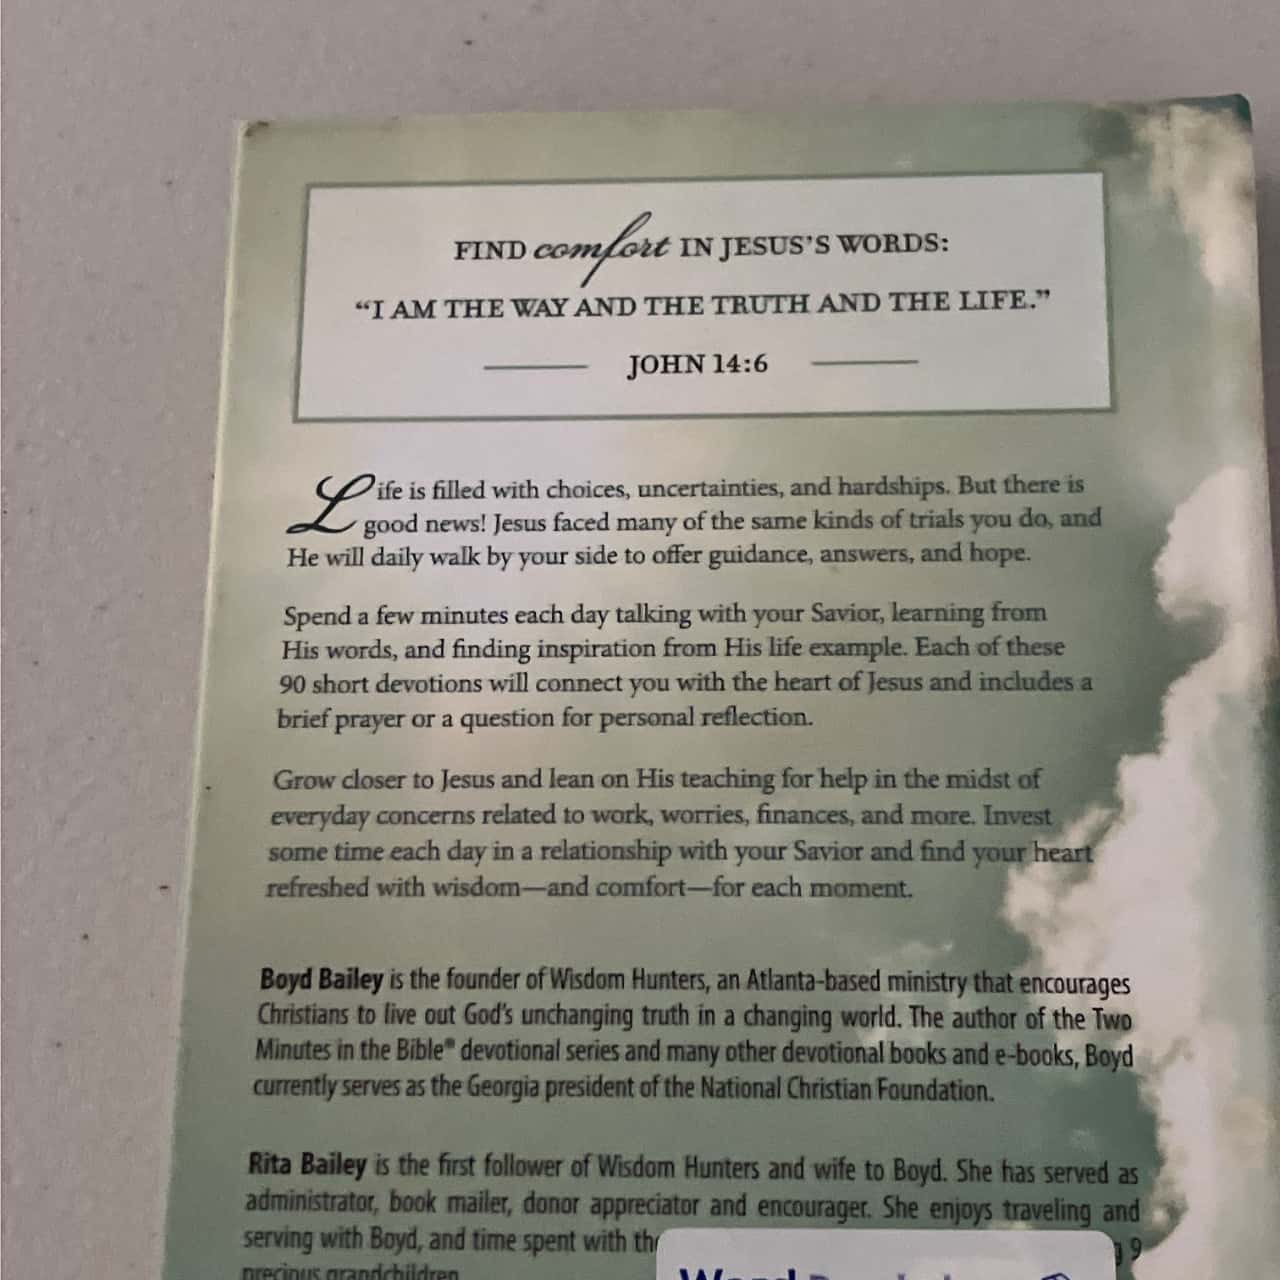 FIND comfort IN JESUS'S WORDS:
“I AM THE WAY AND THE TRUTH AND THE LIFE.”
JOHN 14:6
Life is filled with choices, uncertainties, and hardships. But there is
good news! Jesus faced many of the same kinds of trials you do, and
He will daily walk by your side to offer guidance, answers, and hope.
Spend a few minutes each day talking with your Savior, learning from
His words, and finding inspiration from His life example. Each of these
90 short devotions will connect you with the heart of Jesus and includes a
brief prayer or a question for personal reflection.
Grow closer to Jesus and lean on His teaching for help in the midst of
everyday concerns related to work, worries, finances, and more. Invest
some time each day in a relationship with your Savior and find your heart
refreshed with wisdom—and comfort—for each moment.
Boyd Bailey is the founder of Wisdom Hunters, an Atlanta-based ministry that encourages
Christians to live out God's unchanging truth in a changing world. The author of the Two
Minutes in the Bible® devotional series and many other devotional books and e-books, Boyd
currently serves as the Georgia president of the National Christian Foundation.
Rita Bailey is the first follower of Wisdom Hunters and wife to Boyd. She has served as
administrator, book mailer, donor appreciator and encourager. She enjoys traveling and
serving with Boyd, and time spent with 9
precious grandchildren